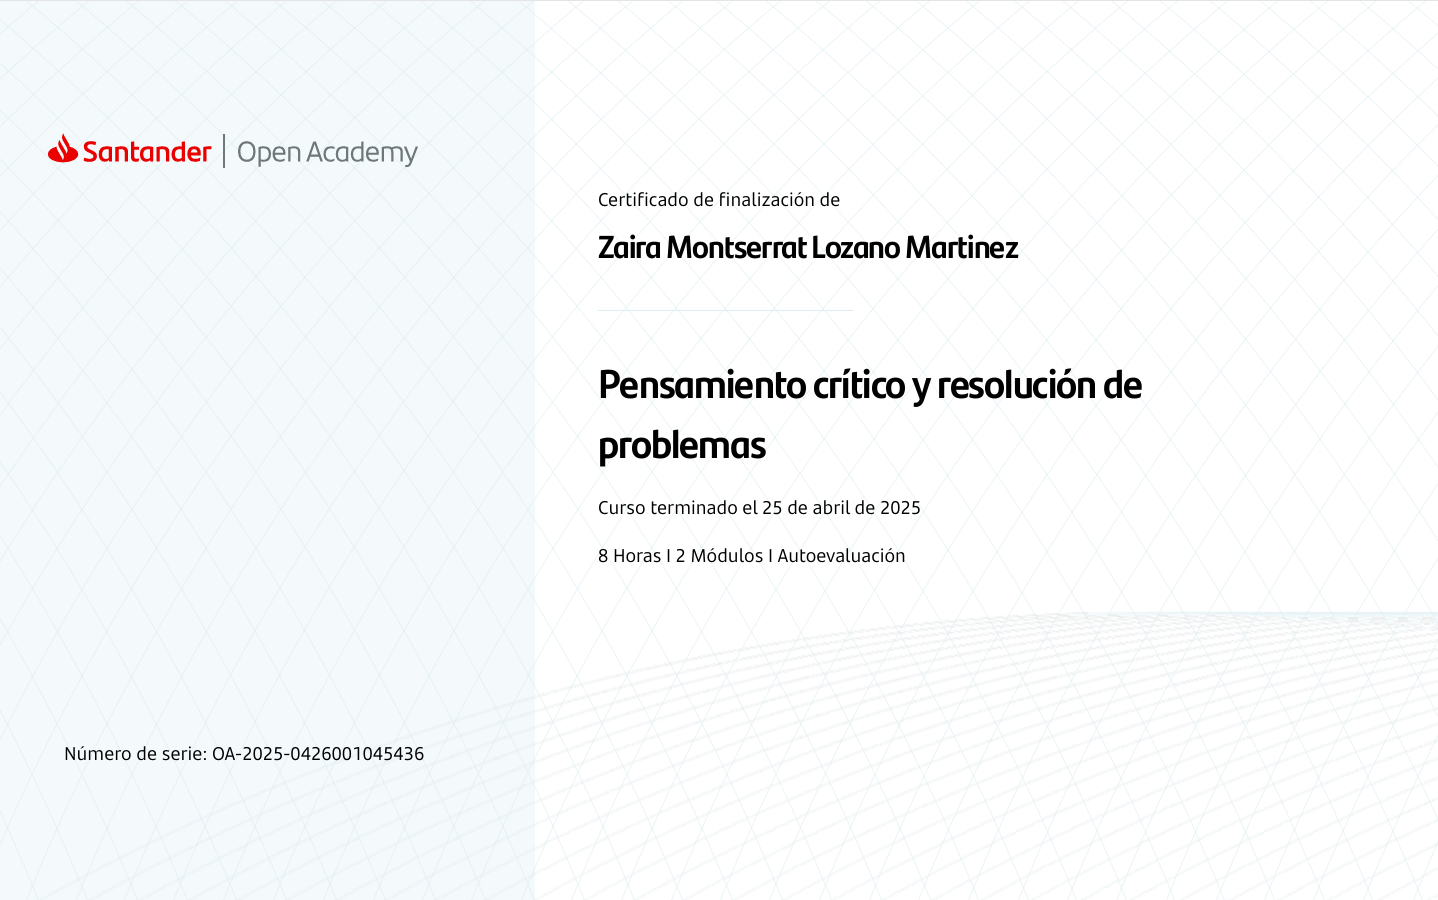 Santander | Open Academy
Certificado de finalización de
Zaira Montserrat Lozano Martinez
Pensamiento crítico y resolución de
problemas
Curso terminado el 25 de abril de 2025
8 Horas I 2 Módulos I Autoevaluación
Número de serie: OA-2025-0426001045436